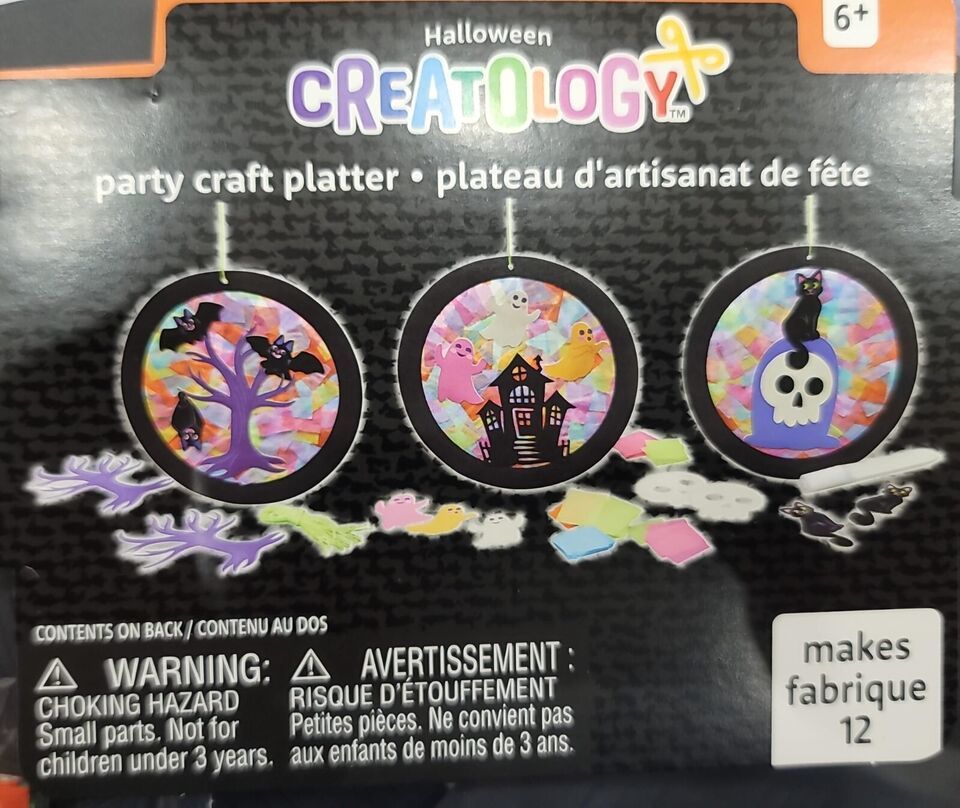 6+
Halloween
CREATOLOGY™
party craft platter • plateau d'artisanat de fête
CONTENTS ON BACK / CONTENU AU DOS
WARNING:
CHOKING HAZARD
Small parts. Not for
children under 3 years.
AVERTISSEMENT :
RISQUE D'ÉTOUFFEMENT
Petites pièces. Ne convient pas
aux enfants de moins de 3 ans.
makes
fabrique
12